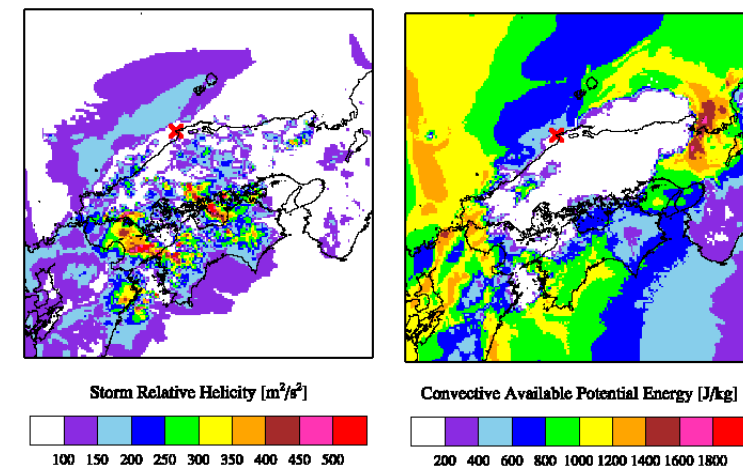 Storm Relative Helicity [m²/s²]
100 150 200 250 300 350 400 450 500
Convective Available Potential Energy [J/kg]
200 400 600 800 1000 1200 1400 1600 1800